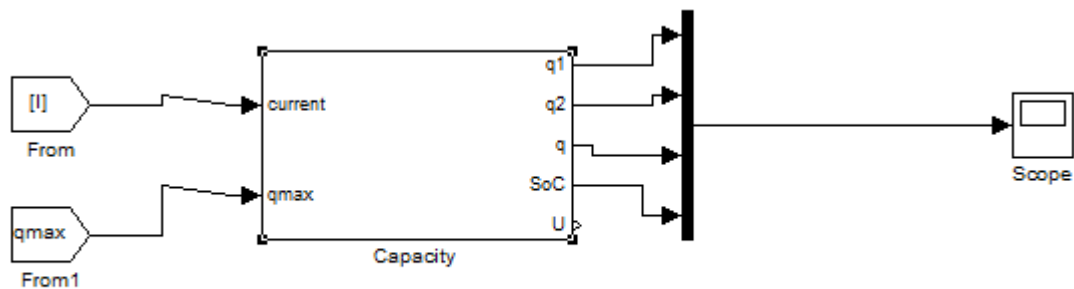 [I]
From
qmax
From1
current
qmax
q1
q2
q
SoC
U
Capacity
Scope